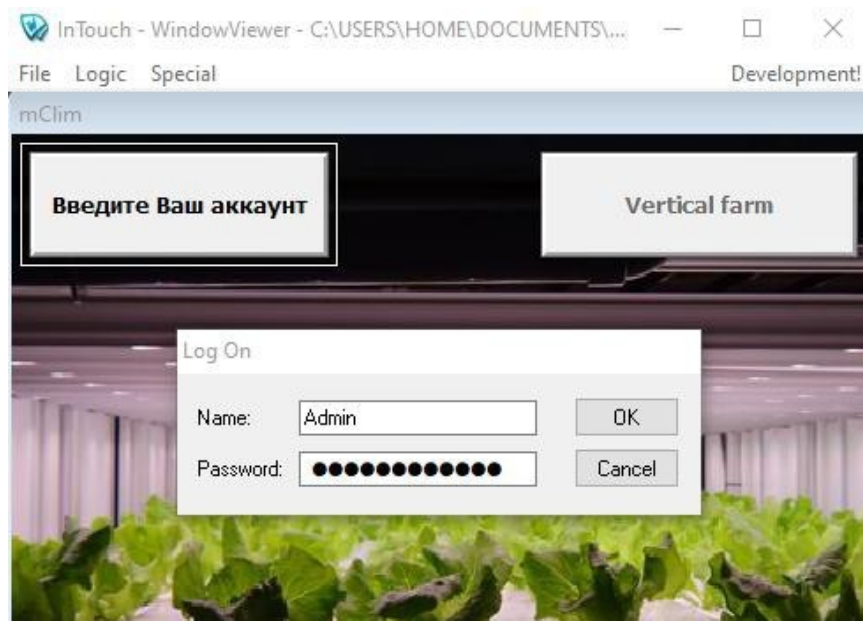 InTouch - WindowViewer - C:\USERS\HOME\DOCUMENTS\...
File Logic Special Development!
mClim
Введите Ваш аккаунт
Vertical farm
Log On
Name: Admin OK
Password: ●●●●●●●●●●●● Cancel